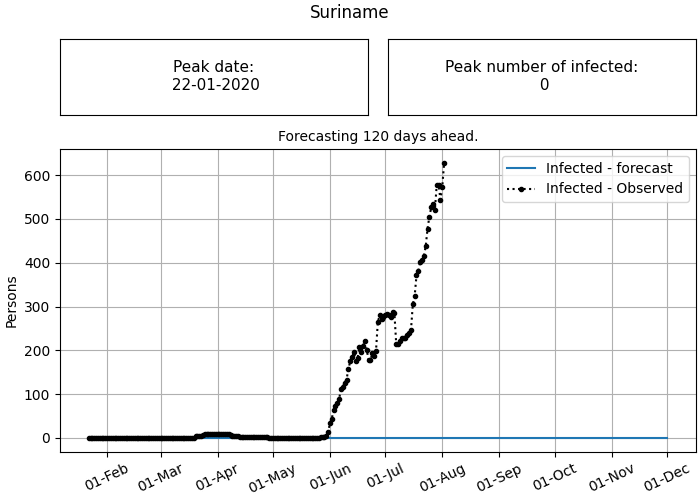 Suriname
Peak date:
22-01-2020
Peak number of infected:
0
Forecasting 120 days ahead.
Infected - forecast
Infected - Observed
Persons
600
500
400
300
200
100
0
01-Feb
01-Mar
01-Apr
01-May
01-Jun
01-Jul
01-Aug
01-Sep
01-Oct
01-Nov
01-Dec